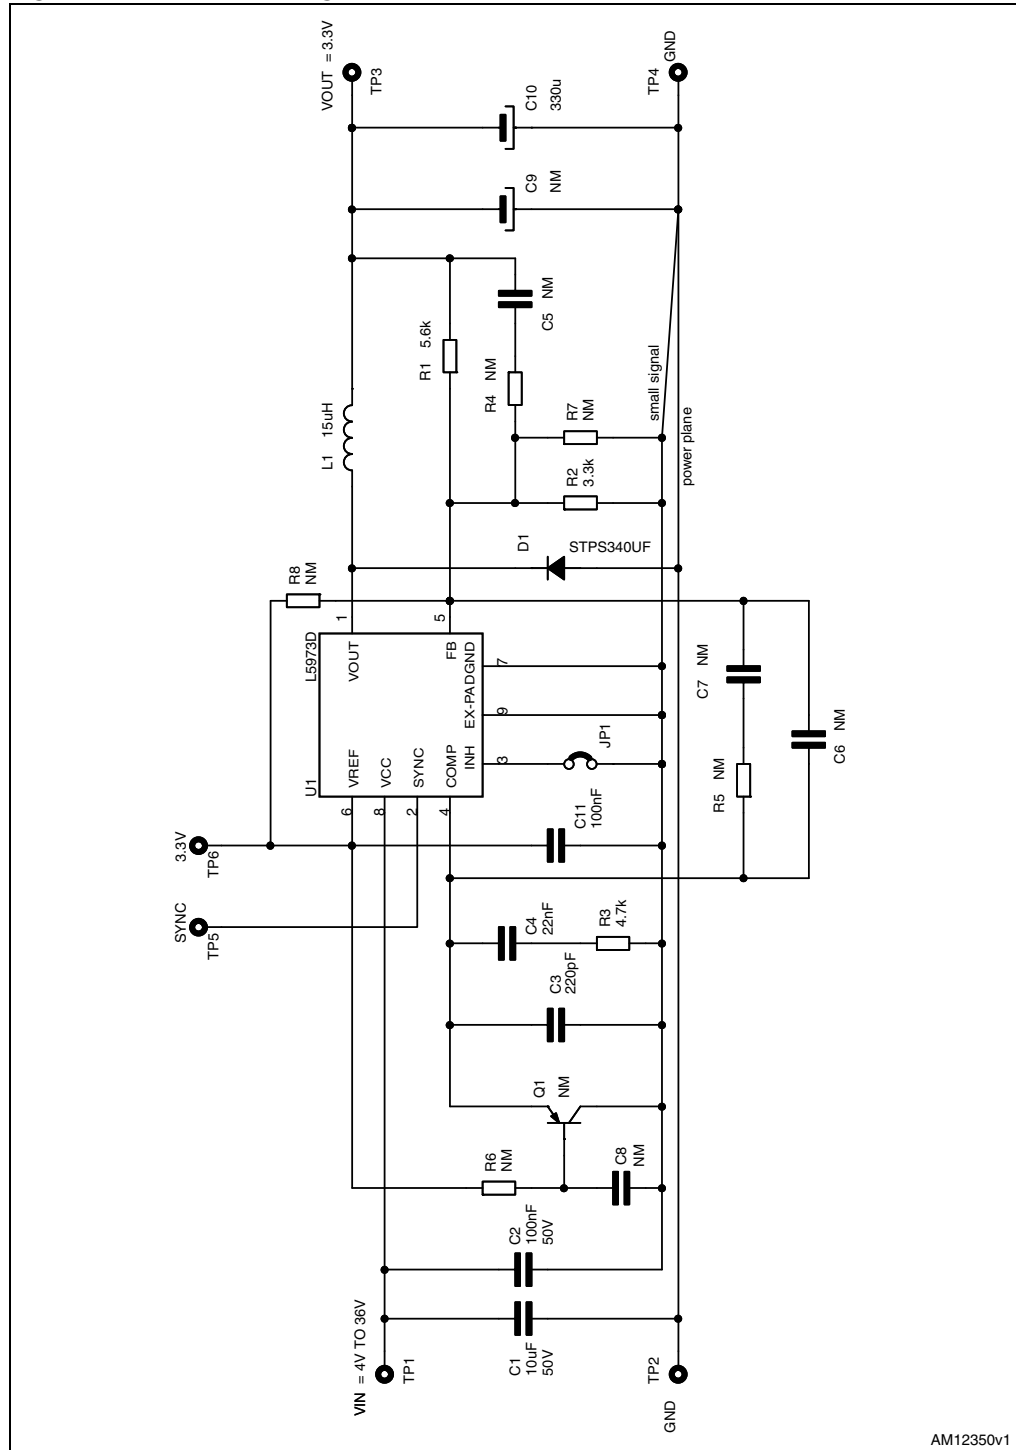 VOUT = 3.3V
TP3
GND
TP4
C10
330u
C9
NM
C5 NM
R1 5.6k
R4 NM
L1 15uH
R7
NM
R2
3.3k
small signal
power plane
D1
STPS340UF
R8
NM
1
5
L5973D
U1
VOUT
FB
GND
EX-PAD
INH
COMP
SYNC
VCC
VREF
7
9
3
6
8
2
4
JP1
C7 NM
R5 NM
C6 NM
C11
100nF
3.3V
TP6
SYNC
TP5
C4
22nF
R3
4.7k
C3
220pF
Q1
NM
R6
NM
C8
NM
C2
100nF
50V
C1
10uF
50V
VIN = 4V TO 36V
TP1
TP2
GND
AM12350v1